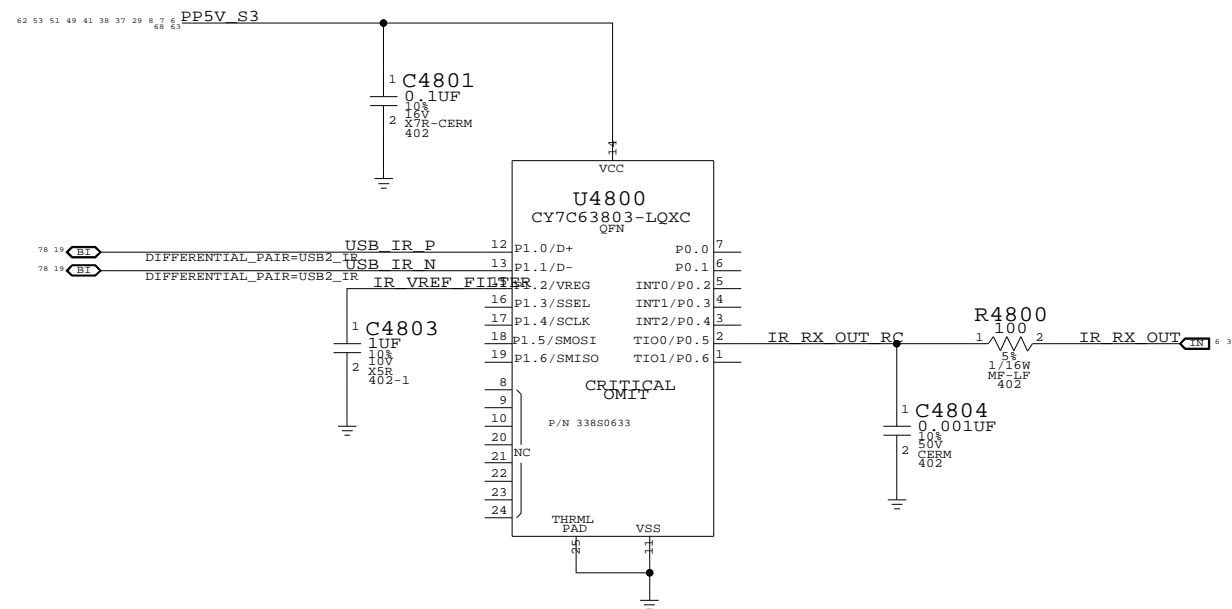 62 53 51 49 41 38 37 29 8 7 6 PP5V_S3
68 63
1 C4801
0.1UF
10%
16V
2 X7R-CERM
402
14
VCC
U4800
CY7C63803-LQXC
QFN
78 19 BI USB_IR_P 12 P1.0/D+ P0.0 7
DIFFERENTIAL_PAIR=USB2_IR
78 19 BI USB_IR_N 13 P1.1/D- P0.1 6
DIFFERENTIAL_PAIR=USB2_IR
IR_VREF_FILTER 15 P1.2/VREG INT0/P0.2 5
16 P1.3/SSEL INT1/P0.3 4
17 P1.4/SCLK INT2/P0.4 3
18 P1.5/SMOSI TIO0/P0.5 2 IR_RX_OUT_RC
19 P1.6/SMISO TIO1/P0.6 1
1 C4803
1UF
10%
10V
2 X5R
402-1
R4800
100
1 2 IR_RX_OUT IN 6 3
5%
1/16W
MF-LF
402
CRITICAL
OMIT
P/N 338S0633
8
9
10
20
NC
21
22
23
24
1 C4804
0.001UF
10%
50V
2 CERM
402
THRML
PAD VSS
25 11